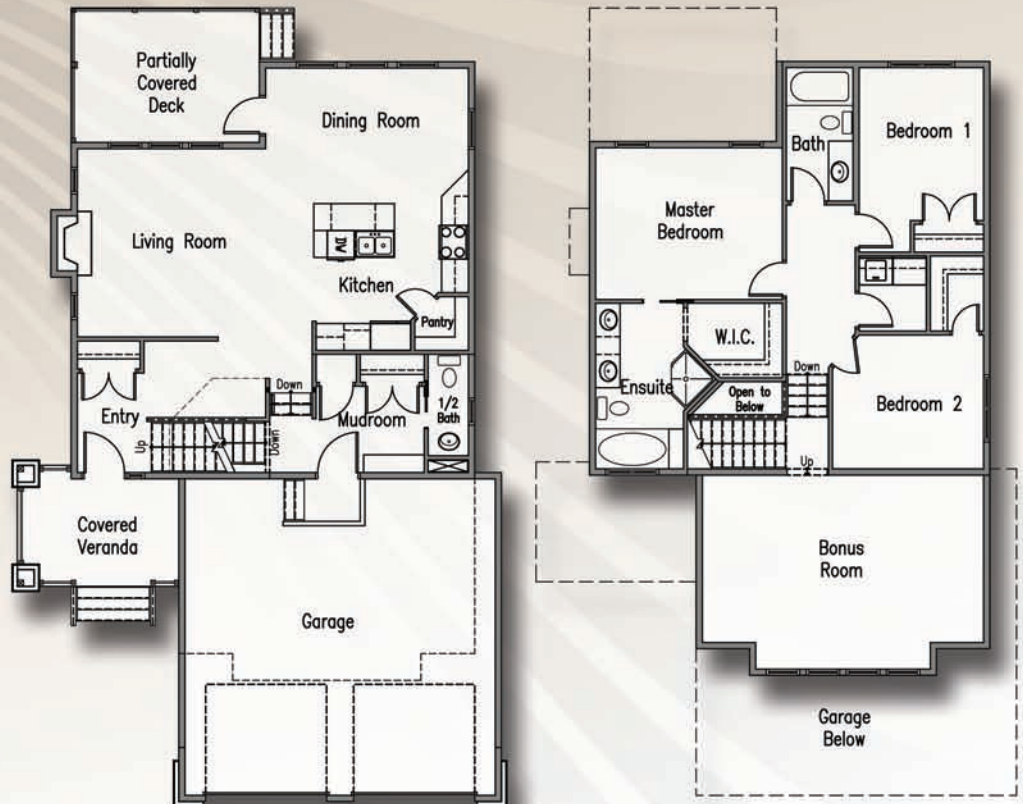 Partially
Covered
Deck
Dining Room
Living Room
DW
Kitchen
Pantry
Down
Entry
Mudroom
1/2
Bath
Up
Down
Covered
Veranda
Garage
Bath
Bedroom 1
Master
Bedroom
W.I.C.
Ensuite
Down
Open to
Below
Bedroom 2
Up
Bonus
Room
Garage
Below